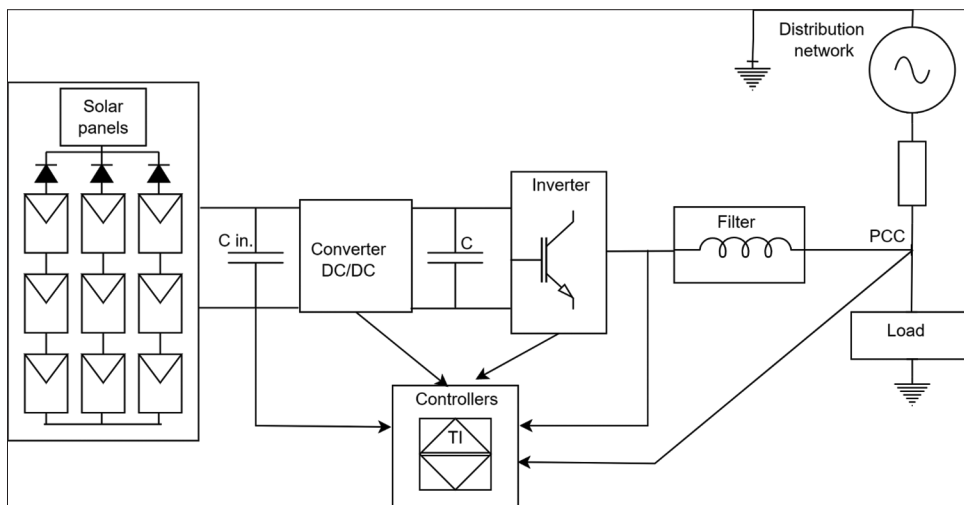 Distribution
network
Solar
panels
Inverter
Filter
PCC
C in.
Converter
DC/DC
C
Load
Controllers
TI